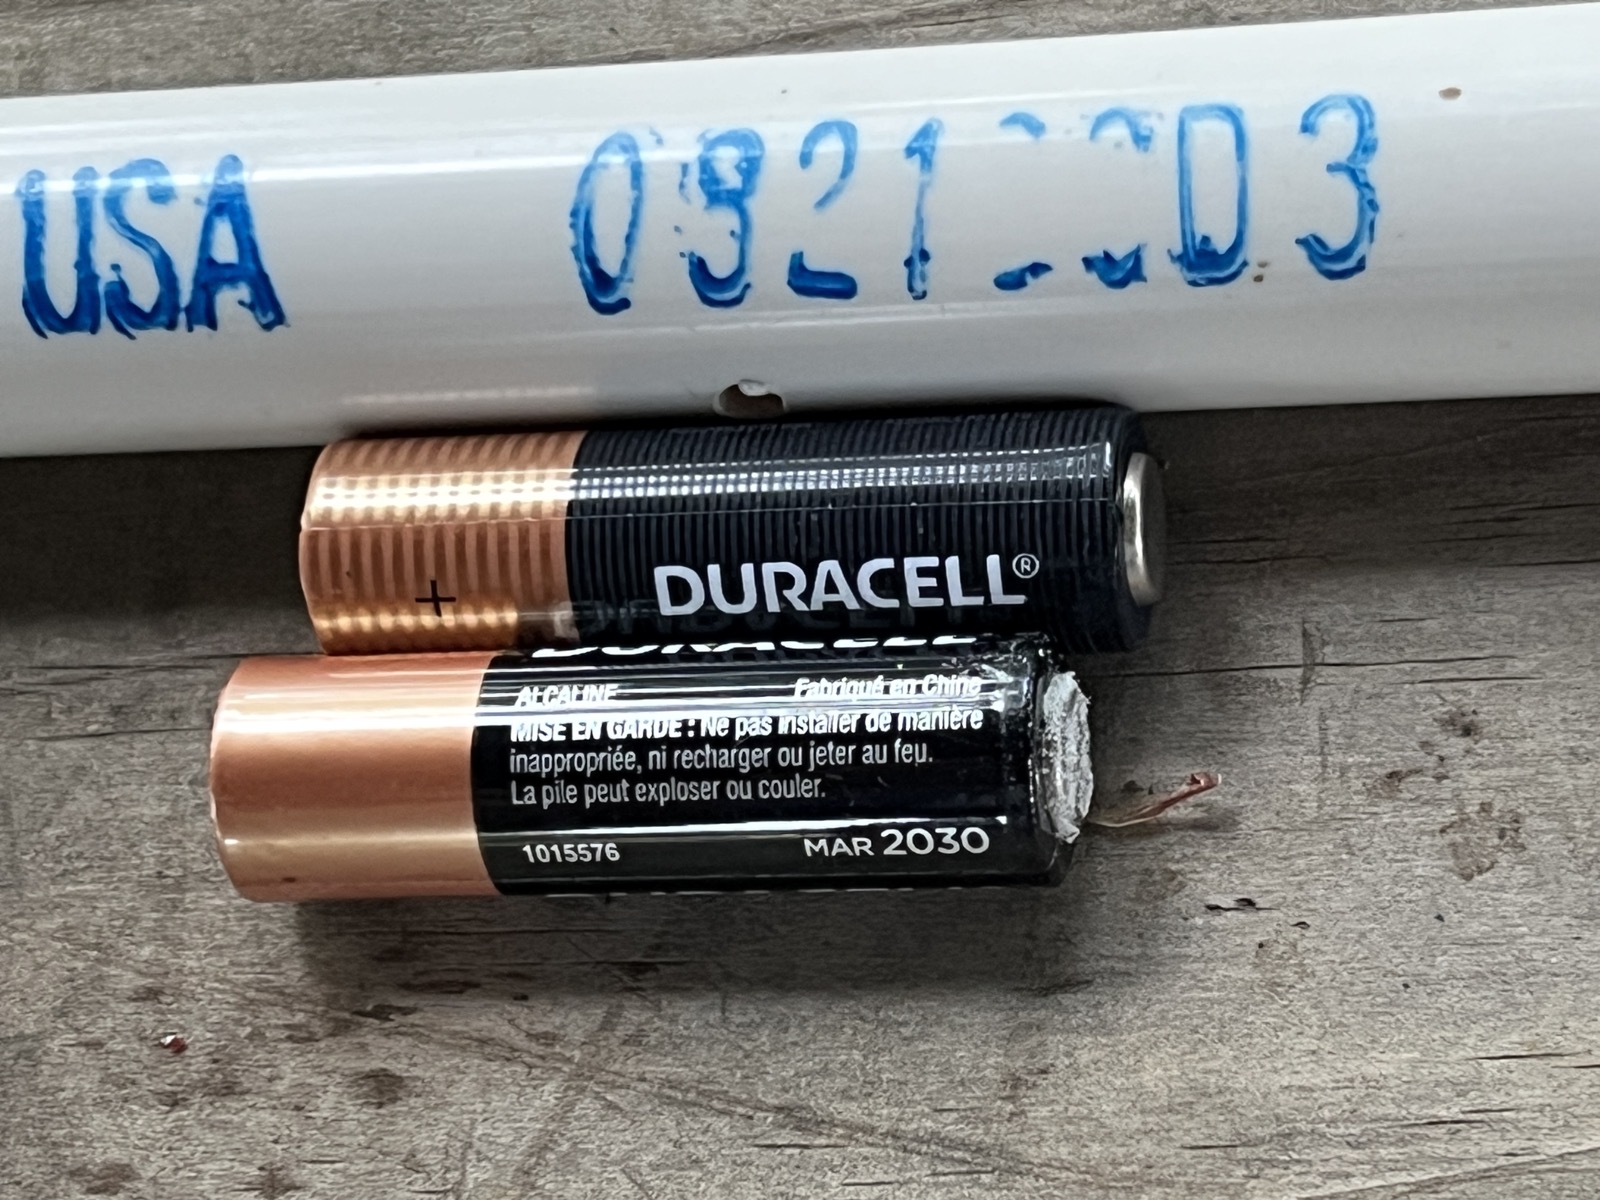 USA
DURACELL®
+
DURACELL
ALCALINE Fabriqué en Chine
MISE EN GARDE : Ne pas installer de manière
inappropriée, ni recharger ou jeter au feu.
La pile peut exploser ou couler.
1015576 MAR 2030